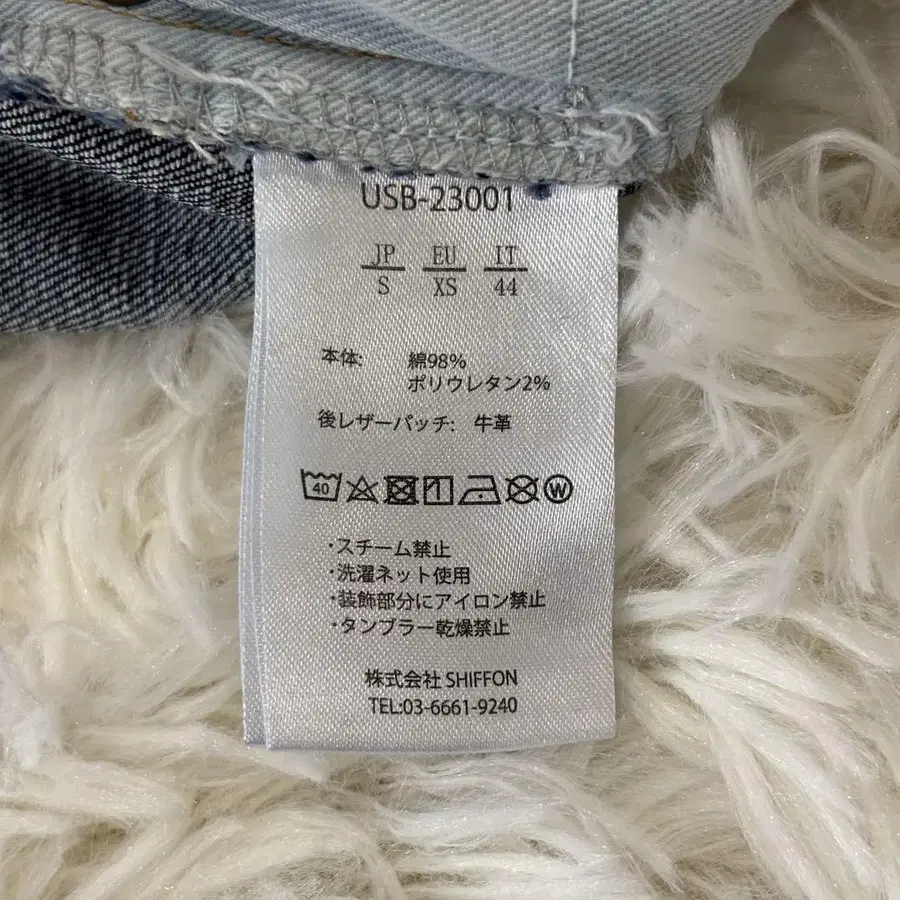 USB-23001
JP EU IT
S XS 44
本体: 綿98%
ポリウレタン2%
後レザーパッチ: 牛革
40 W
・スチーム禁止
・洗濯ネット使用
・装飾部分にアイロン禁止
・タンブラー乾燥禁止
株式会社 SHIFFON
TEL:03-6661-9240